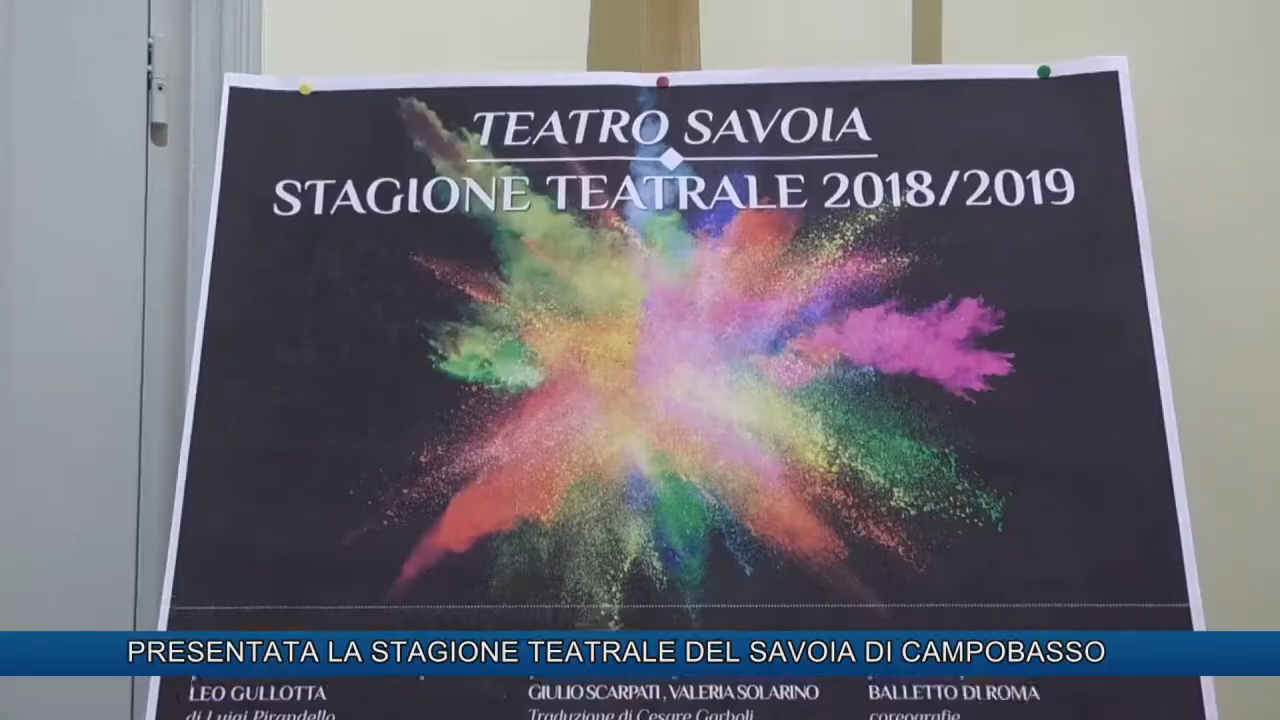 TEATRO SAVOIA
STAGIONE TEATRALE 2018/2019
PRESENTATA LA STAGIONE TEATRALE DEL SAVOIA DI CAMPOBASSO
LEO GULLOTTA
GIULIO SCARPATI, VALERIA SOLARINO
BALLETTO DI ROMA
di Luigi Pirandello
Traduzione di Cesare Garboli
coreografie